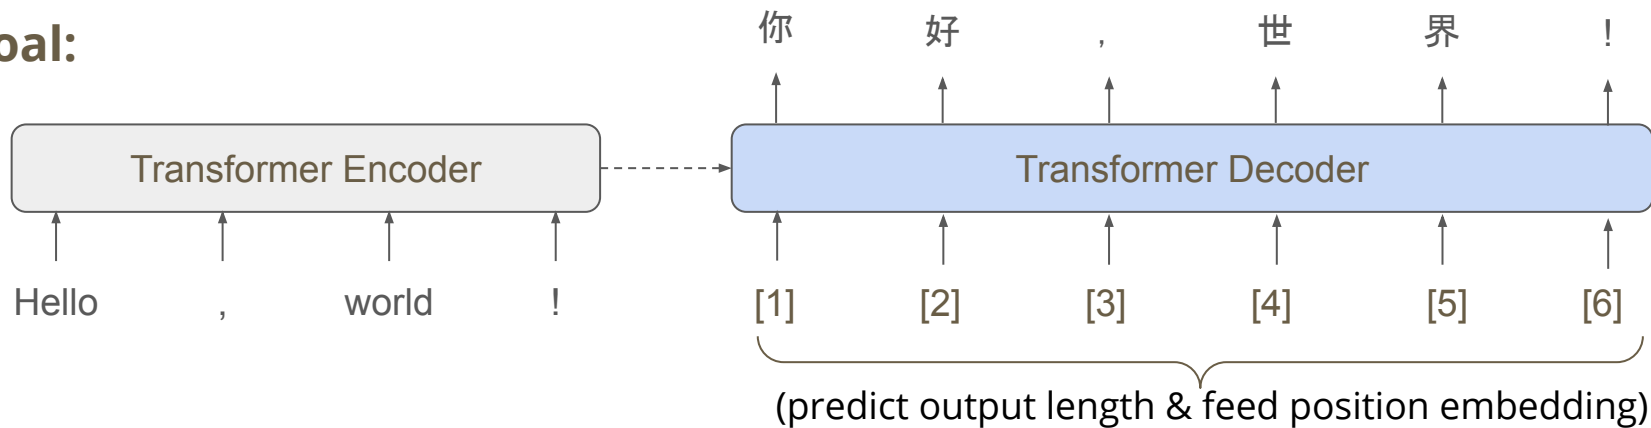 oal:
你 好 , 世 界 !
Transformer Encoder
Transformer Decoder
Hello , world !
[1] [2] [3] [4] [5] [6]
(predict output length & feed position embedding)